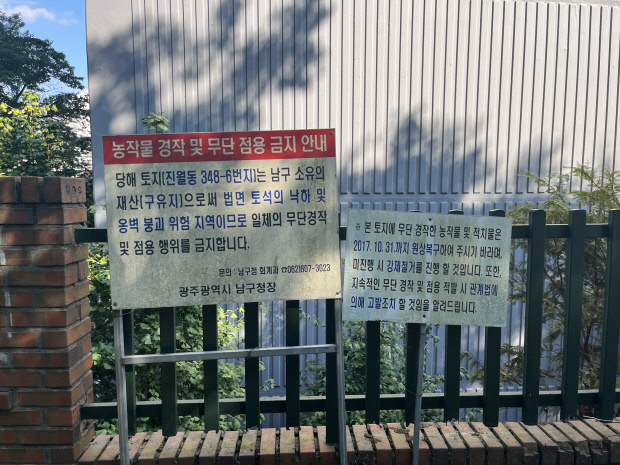 농작물 경작 및 무단 점용 금지 안내
당해 토지(진월동 348-6번지)는 남구 소유의
재산(구유지)으로써 법면 토석의 낙하 및
옹벽 붕괴 위험 지역이므로 일체의 무단경작
및 점용 행위를 금지합니다.
문의 : 남구청 회계과 ☎062)607-3023
광주광역시 남구청장
※ 본 토지에 무단 경작한 농작물 및 적치물은
2017. 10. 31.까지 원상복구하여 주시기 바라며,
미진행 시 강제철거를 진행 할 것입니다. 또한,
지속적인 무단 경작 및 점용 적발 시 관계법에
의해 고발조치 할 것임을 알려드립니다.